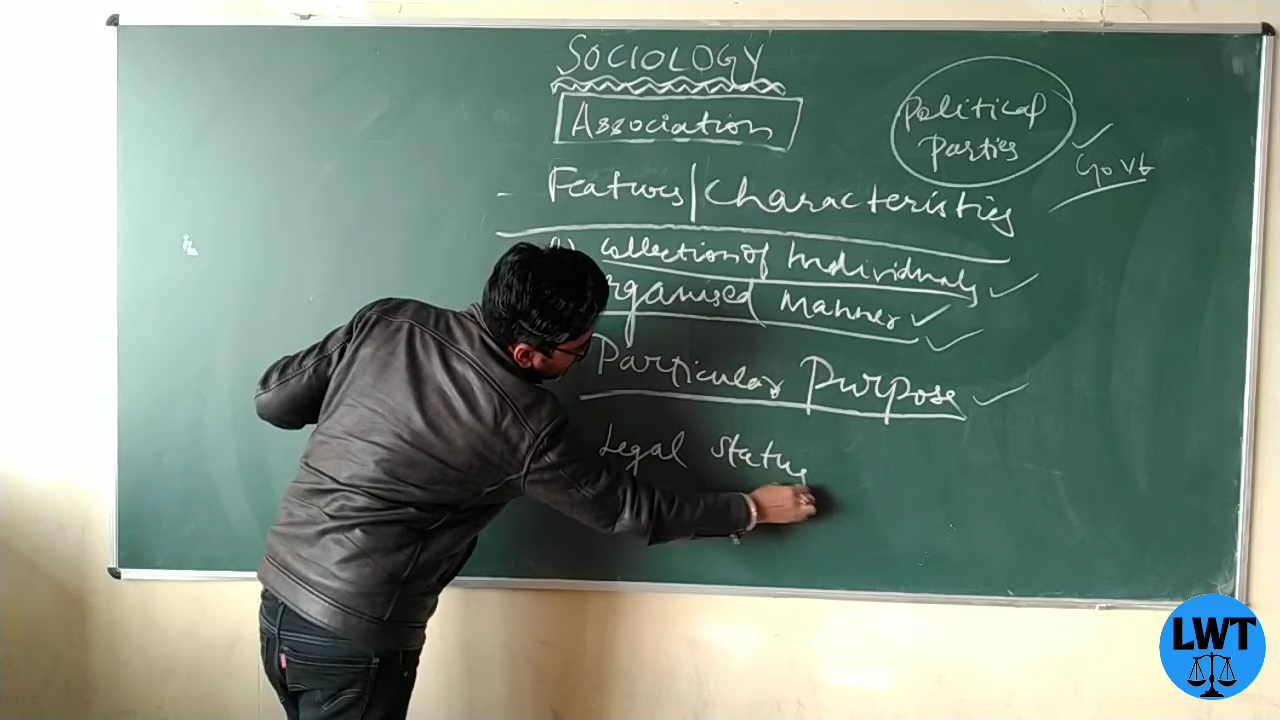 SOCIOLOGY
Association
Political
Parties
Govt
- Features/Characteristics
Collection of Individuals
Organised Manner
Particular Purpose
Legal Status
LWT